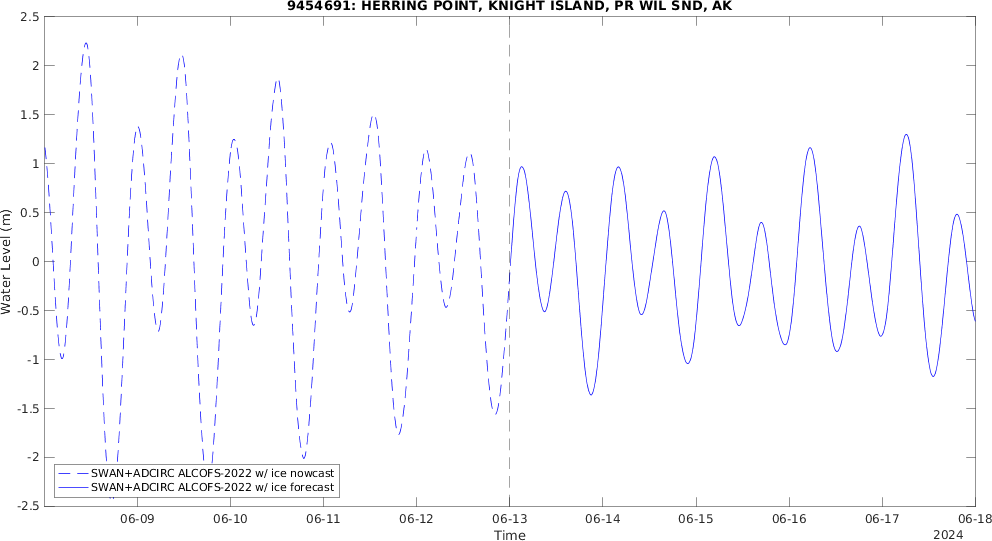 9454691: HERRING POINT, KNIGHT ISLAND, PR WIL SND, AK
2.5
2
1.5
1
0.5
0
-0.5
-1
-1.5
-2
-2.5
Water Level (m)
SWAN+ADCIRC ALCOFS-2022 w/ ice nowcast
SWAN+ADCIRC ALCOFS-2022 w/ ice forecast
06-09 06-10 06-11 06-12 06-13 06-14 06-15 06-16 06-17 06-18
Time
2024